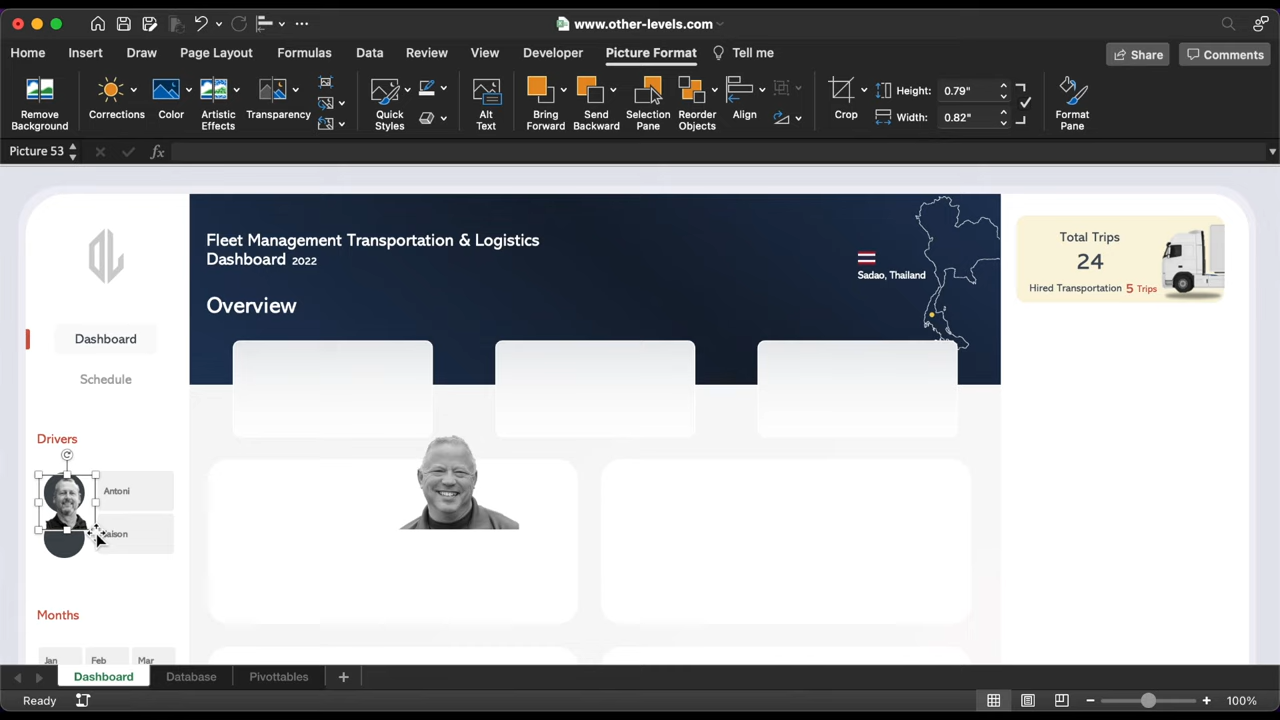 www.other-levels.com
Home Insert Draw Page Layout Formulas Data Review View Developer Picture Format Tell me
Share Comments
Remove Background
Corrections
Color
Artistic Effects
Transparency
Quick Styles
Alt Text
Bring Forward
Send Backward
Selection Pane
Reorder Objects
Align
Crop
Height: 0.79"
Width: 0.82"
Format Pane
Picture 53
fx
Fleet Management Transportation & Logistics
Dashboard 2022
Overview
Sadao, Thailand
Total Trips
24
Hired Transportation 5 Trips
Dashboard
Schedule
Drivers
Antoni
Months
Jan Feb Mar
Dashboard Database Pivottables
Ready
100%